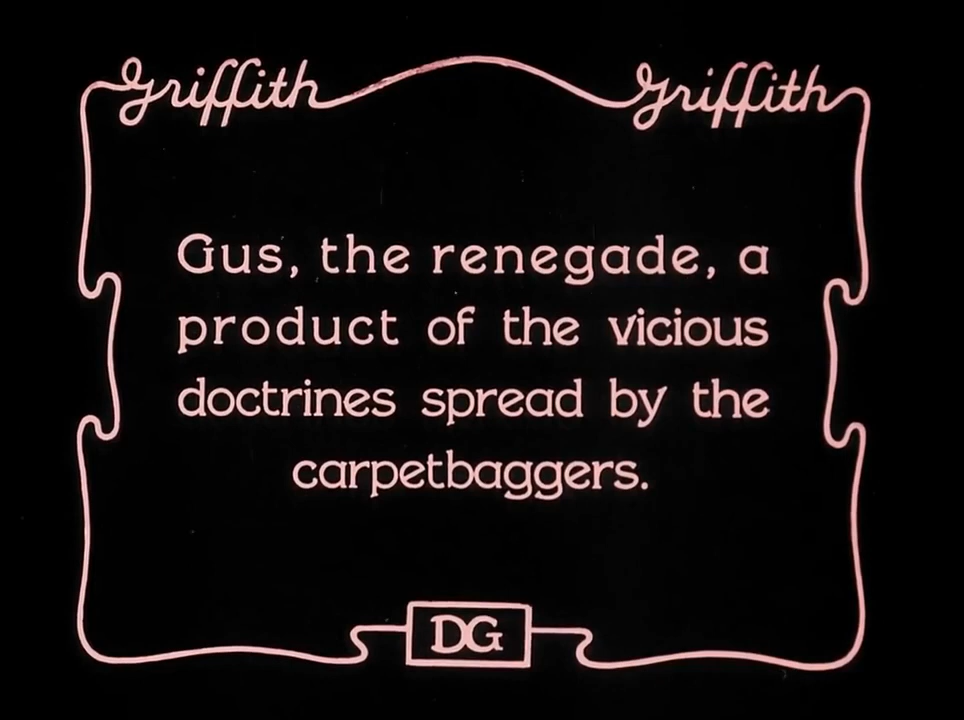 Griffith Griffith
Gus, the renegade, a
product of the vicious
doctrines spread by the
carpetbaggers.
DG